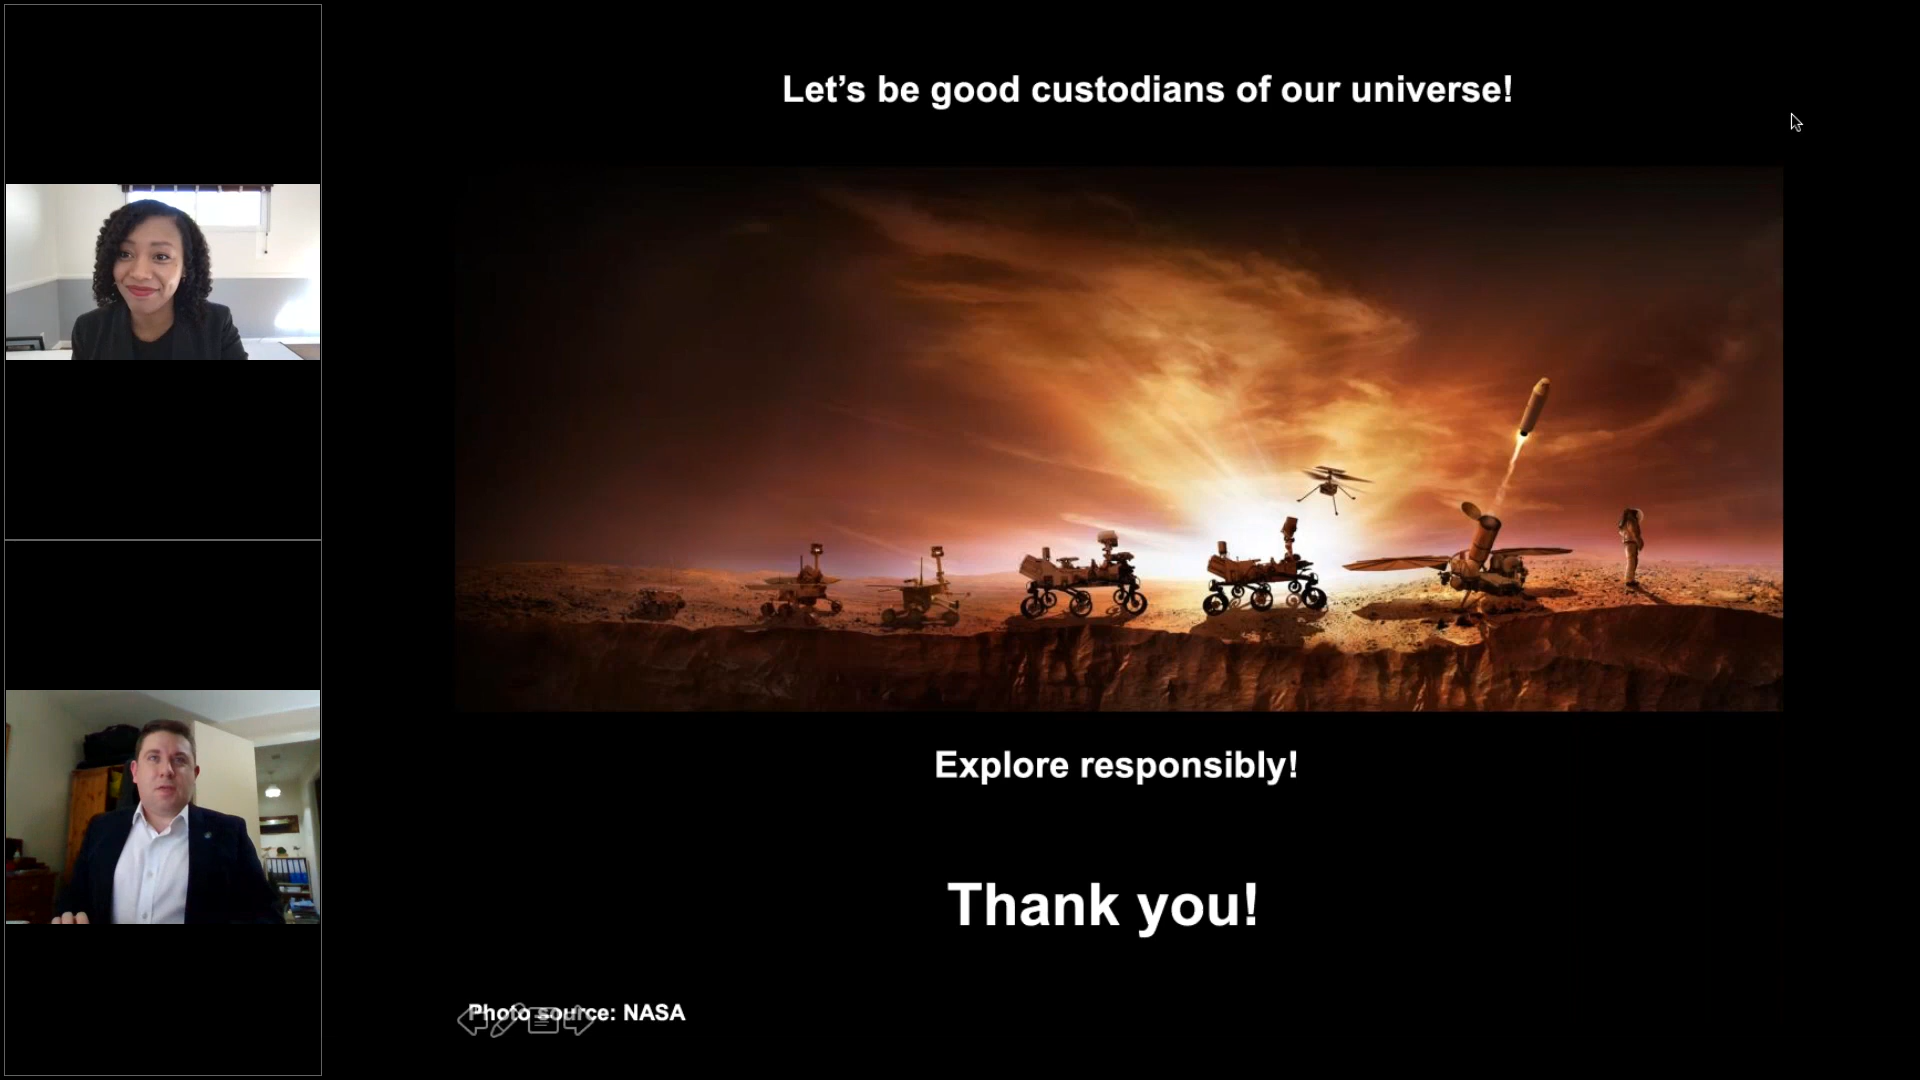 Let’s be good custodians of our universe!
Explore responsibly!
Thank you!
Photo source: NASA